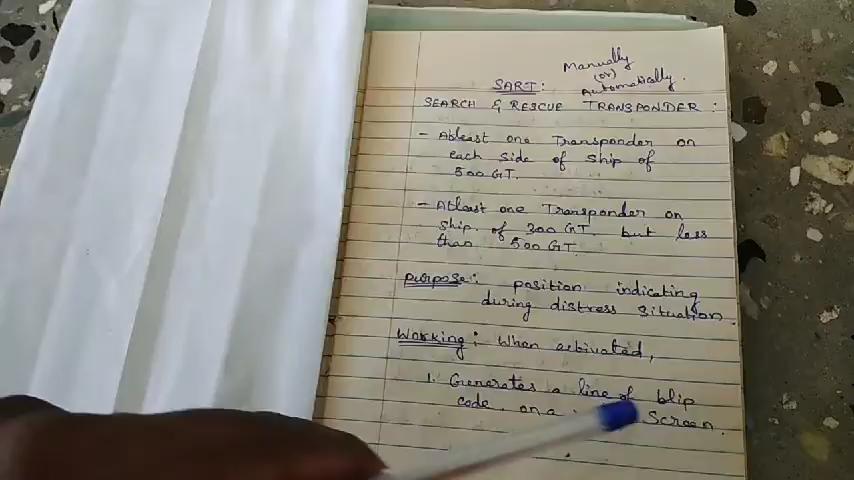 Manually
(or)
Automatically.
SART:
SEARCH & RESCUE TRANSPONDER :
- Atleast one Transponder on
each side of ship of
500 GT.
- Atleast one Transponder on
ship. of 300 GT but less
than 500 GT.
Purpose: position indicating
during distress situation.
Working: When activated,
1. Generates a line of blip
code. on a Screen.